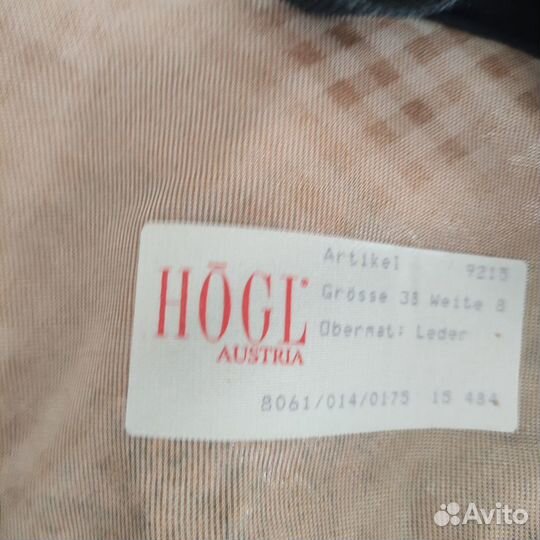 HÖGL
AUSTRIA
Artikel 9215
Grösse 38 Weite 8
Obermat: Leder
8061/014/0175 15 484
Avito